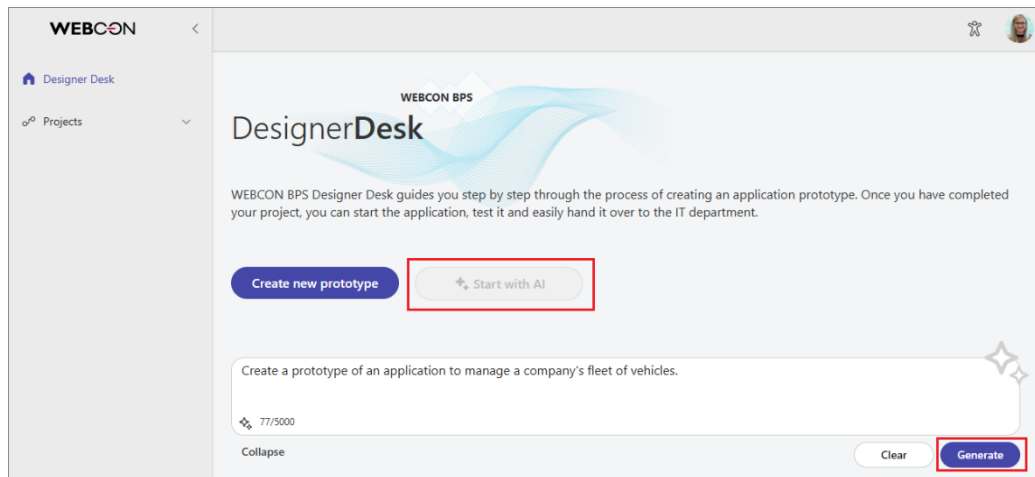 WEBCON
Designer Desk
Projects
WEBCON BPS
DesignerDesk
WEBCON BPS Designer Desk guides you step by step through the process of creating an application prototype. Once you have completed
your project, you can start the application, test it and easily hand it over to the IT department.
Create new prototype
Start with AI
Create a prototype of an application to manage a company's fleet of vehicles.
77/5000
Collapse
Clear
Generate